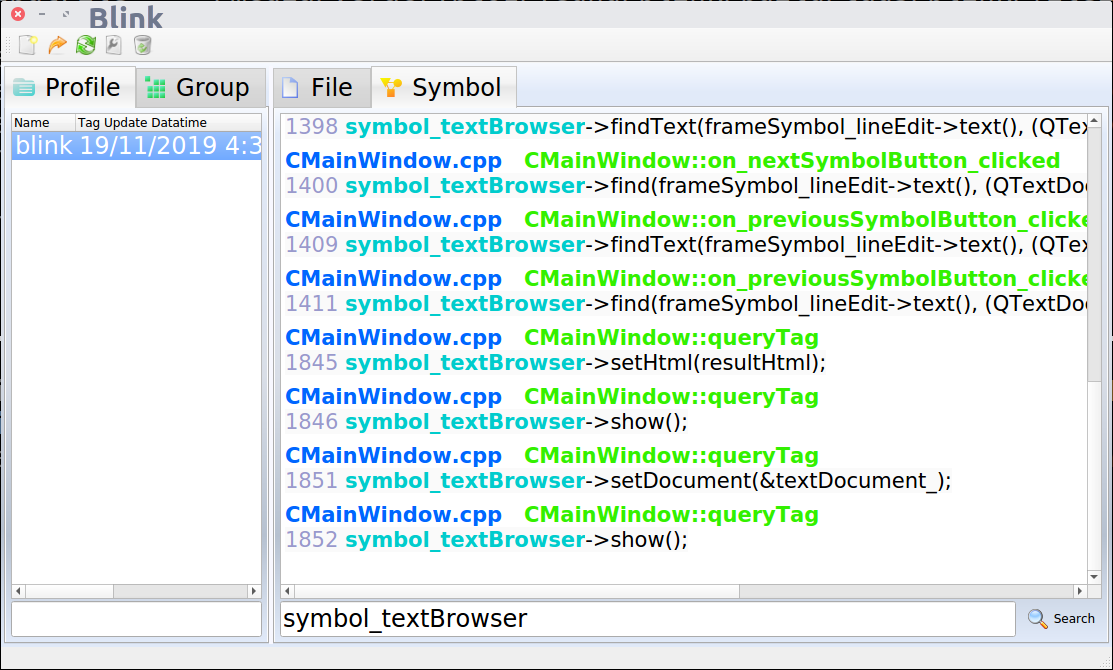 Blink
Profile Group File Symbol
Name Tag Update Datatime
blink 19/11/2019 4:3
1398 symbol_textBrowser->findText(frameSymbol_lineEdit->text(), (QTex
CMainWindow.cpp CMainWindow::on_nextSymbolButton_clicked
1400 symbol_textBrowser->find(frameSymbol_lineEdit->text(), (QTextDoc
CMainWindow.cpp CMainWindow::on_previousSymbolButton_clicke
1409 symbol_textBrowser->findText(frameSymbol_lineEdit->text(), (QTex
CMainWindow.cpp CMainWindow::on_previousSymbolButton_clicke
1411 symbol_textBrowser->find(frameSymbol_lineEdit->text(), (QTextDoc
CMainWindow.cpp CMainWindow::queryTag
1845 symbol_textBrowser->setHtml(resultHtml);
CMainWindow.cpp CMainWindow::queryTag
1846 symbol_textBrowser->show();
CMainWindow.cpp CMainWindow::queryTag
1851 symbol_textBrowser->setDocument(&textDocument_);
CMainWindow.cpp CMainWindow::queryTag
1852 symbol_textBrowser->show();
symbol_textBrowser Search